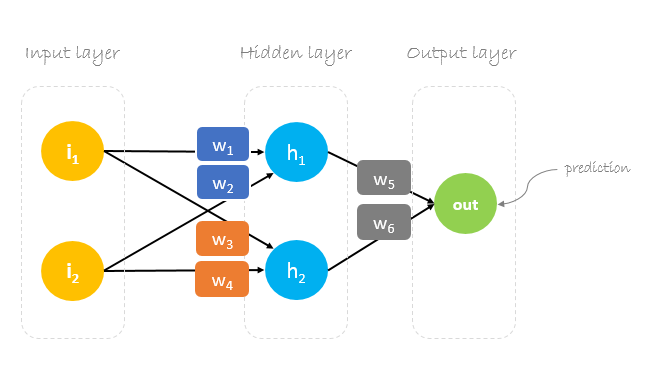 Input layer
Hidden layer
Output layer
i₁
w₁
h₁
w₂
w₅
prediction
out
w₆
w₃
i₂
w₄
h₂